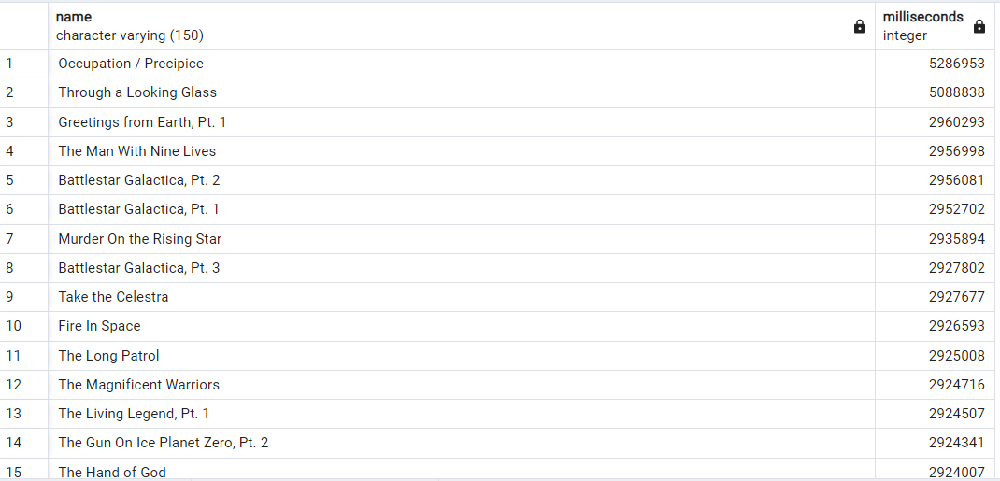 name milliseconds
character varying (150) integer
1 Occupation / Precipice 5286953
2 Through a Looking Glass 5088838
3 Greetings from Earth, Pt. 1 2960293
4 The Man With Nine Lives 2956998
5 Battlestar Galactica, Pt. 2 2956081
6 Battlestar Galactica, Pt. 1 2952702
7 Murder On the Rising Star 2935894
8 Battlestar Galactica, Pt. 3 2927802
9 Take the Celestra 2927677
10 Fire In Space 2926593
11 The Long Patrol 2925008
12 The Magnificent Warriors 2924716
13 The Living Legend, Pt. 1 2924507
14 The Gun On Ice Planet Zero, Pt. 2 2924341
15 The Hand of God 2924007